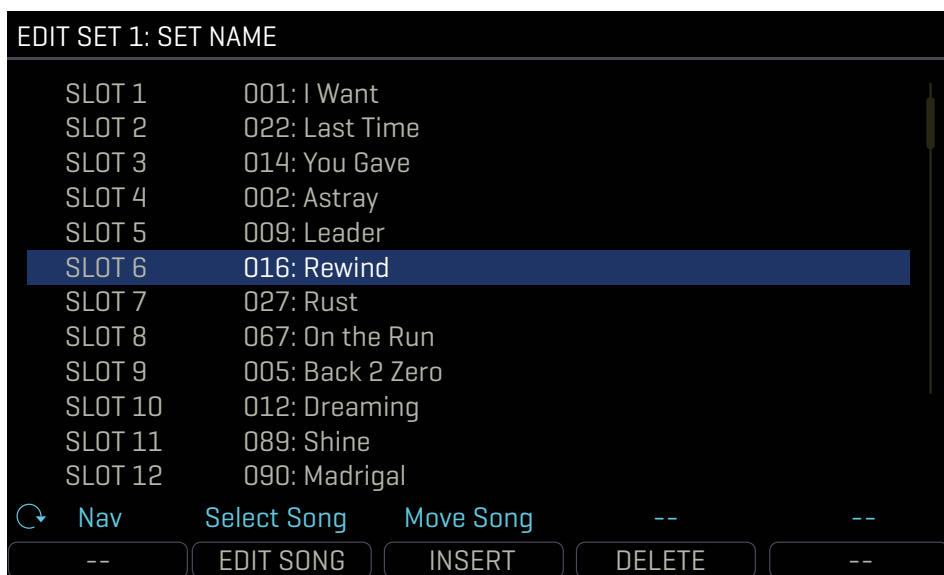 EDIT SET 1: SET NAME
SLOT 1 001: I Want
SLOT 2 022: Last Time
SLOT 3 014: You Gave
SLOT 4 002: Astray
SLOT 5 009: Leader
SLOT 6 016: Rewind
SLOT 7 027: Rust
SLOT 8 067: On the Run
SLOT 9 005: Back 2 Zero
SLOT 10 012: Dreaming
SLOT 11 089: Shine
SLOT 12 090: Madrigal
Nav Select Song Move Song -- --
-- EDIT SONG INSERT DELETE --